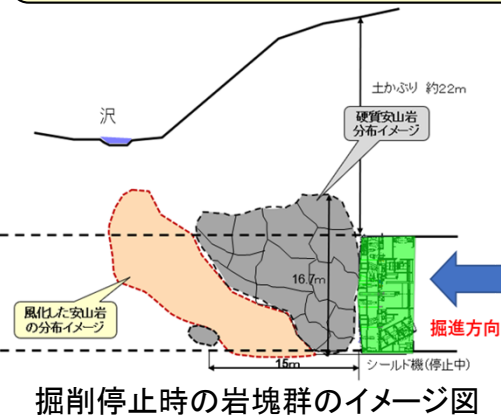 土かぶり 約22m
沢
硬質安山岩
分布イメージ
16.7m
風化した安山岩
の分布イメージ
掘進方向
シールド機(停止中)
15m
掘削停止時の岩塊群のイメージ図